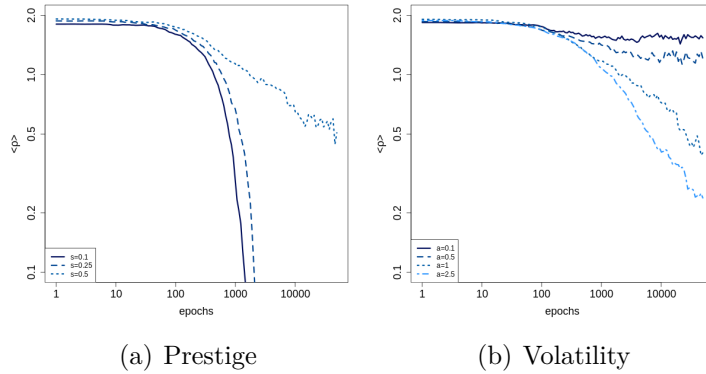 2.0
1.0
0.5
0.2
0.1
<p>
s=0.1
s=0.25
s=0.5
1 10 100 1000 10000
epochs
2.0
1.0
0.5
0.2
0.1
<p>
a=0.1
a=0.5
a=1
a=2.5
1 10 100 1000 10000
epochs
(a) Prestige
(b) Volatility